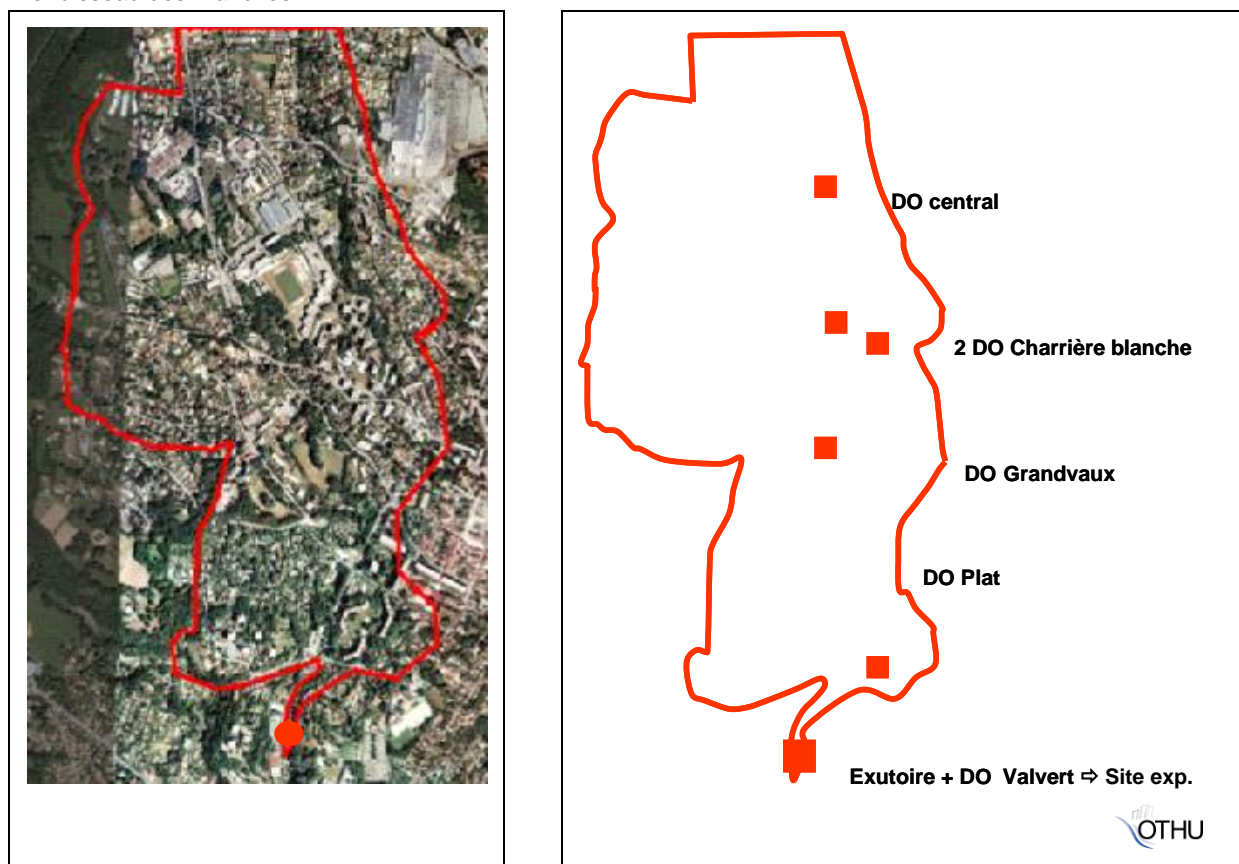 DO central
2 DO Charrière blanche
DO Grandvaux
DO Plat
Exutoire + DO Valvert ⇨ Site exp.
OTHU